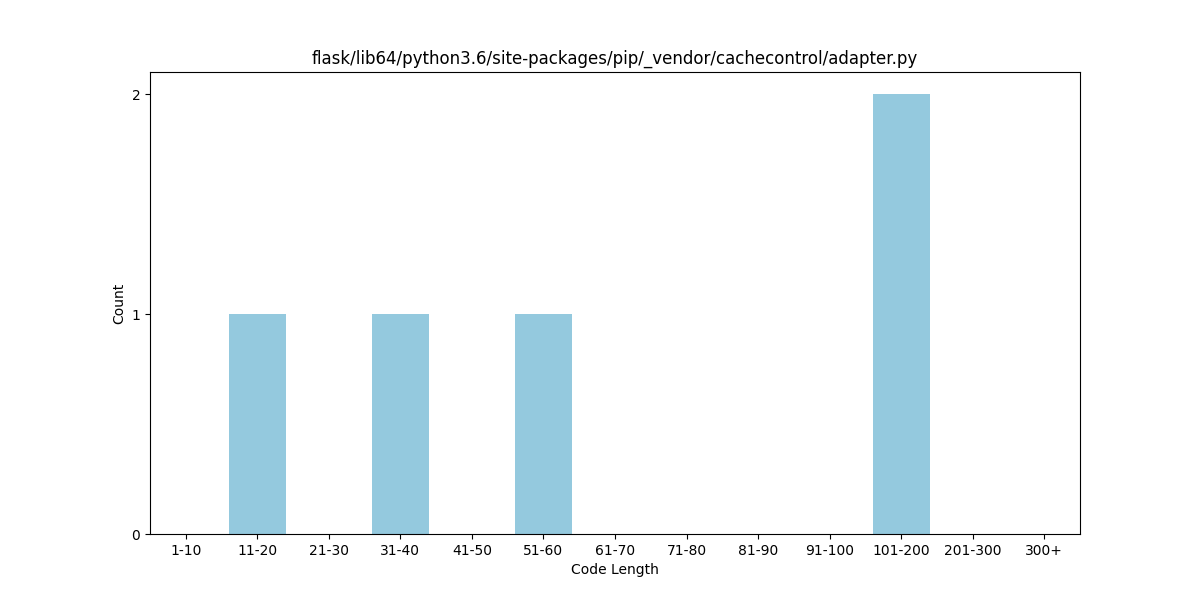 flask/lib64/python3.6/site-packages/pip/_vendor/cachecontrol/adapter.py
2
1
0
Count
1-10 11-20 21-30 31-40 41-50 51-60 61-70 71-80 81-90 91-100 101-200 201-300 300+
Code Length